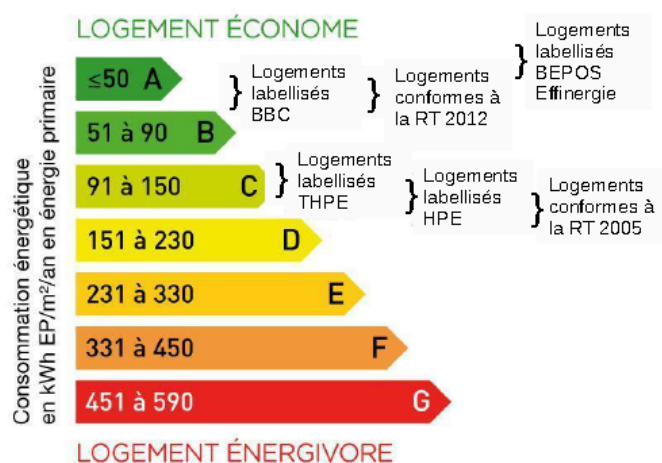 LOGEMENT ÉCONOME
≤50 A
Logements
labellisés
BBC
Logements
conformes à
la RT 2012
Logements
labellisés
BEPOS
Effinergie
51 à 90 B
91 à 150 C
Logements
labellisés
THPE
Logements
labellisés
HPE
Logements
conformes à
la RT 2005
151 à 230 D
231 à 330 E
331 à 450 F
451 à 590 G
LOGEMENT ÉNERGIVORE
Consommation énergétique
en kWh EP/m²/an en énergie primaire